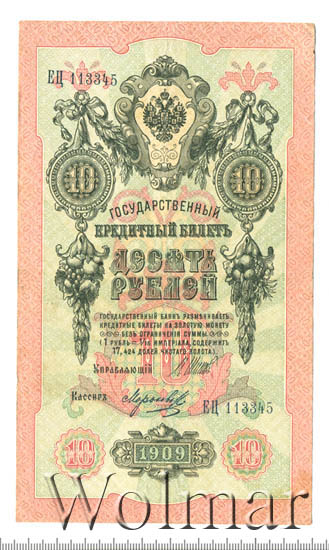 ЕЦ 113345
10 10
ГОСУДАРСТВЕННЫЙ
КРЕДИТНЫЙ БИЛЕТЪ
ДЕСЯТЬ
РУБЛЕЙ
ГОСУДАРСТВЕННЫЙ БАНКЪ РАЗМѢНИВАЕТЪ
КРЕДИТНЫЕ БИЛЕТЫ НА ЗОЛОТУЮ МОНЕТУ
БЕЗЪ ОГРАНИЧЕНІЯ СУММЫ
(1 РУБЛЬ = 1/15 ИМПЕРІАЛА, СОДЕРЖИТЪ
17,424 ДОЛЕЙ ЧИСТАГО ЗОЛОТА).
Управляющій
10
Кассиръ
ЕЦ 113345
10 1909 10
Wolmar